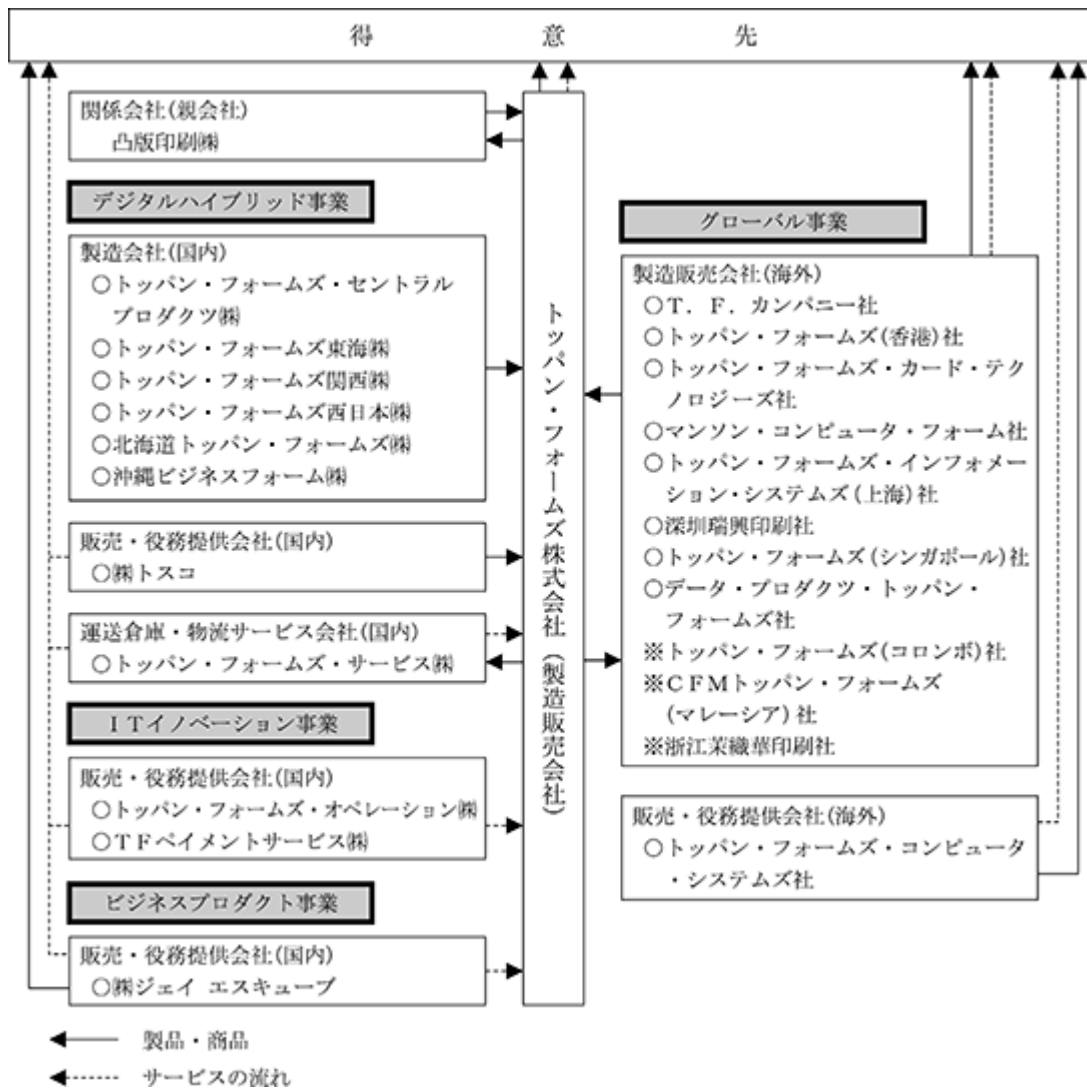 得意先
関係会社(親会社)
凸版印刷㈱
デジタルハイブリッド事業
製造会社(国内)
○トッパン・フォームズ・セントラル
プロダクツ㈱
○トッパン・フォームズ東海㈱
○トッパン・フォームズ関西㈱
○トッパン・フォームズ西日本㈱
○北海道トッパン・フォームズ㈱
○沖縄ビジネスフォーム㈱
販売・役務提供会社(国内)
○㈱トスコ
運送倉庫・物流サービス会社(国内)
○トッパン・フォームズ・サービス㈱
ITイノベーション事業
販売・役務提供会社(国内)
○トッパン・フォームズ・オペレーション㈱
○TFペイメントサービス㈱
ビジネスプロダクト事業
販売・役務提供会社(国内)
○㈱ジェイ エスキューブ
トッパン・フォームズ株式会社(製造販売会社)
グローバル事業
製造販売会社(海外)
○T.F.カンパニー社
○トッパン・フォームズ(香港)社
○トッパン・フォームズ・カード・テク
ノロジーズ社
○マンソン・コンピュータ・フォーム社
○トッパン・フォームズ・インフォメー
ション・システムズ(上海)社
○深圳瑞興印刷社
○トッパン・フォームズ(シンガポール)社
○データ・プロダクツ・トッパン・
フォームズ社
※トッパン・フォームズ(コロンボ)社
※CFMトッパン・フォームズ
(マレーシア)社
※浙江茉織華印刷社
販売・役務提供会社(海外)
○トッパン・フォームズ・コンピュータ
・システムズ社
製品・商品
サービスの流れ